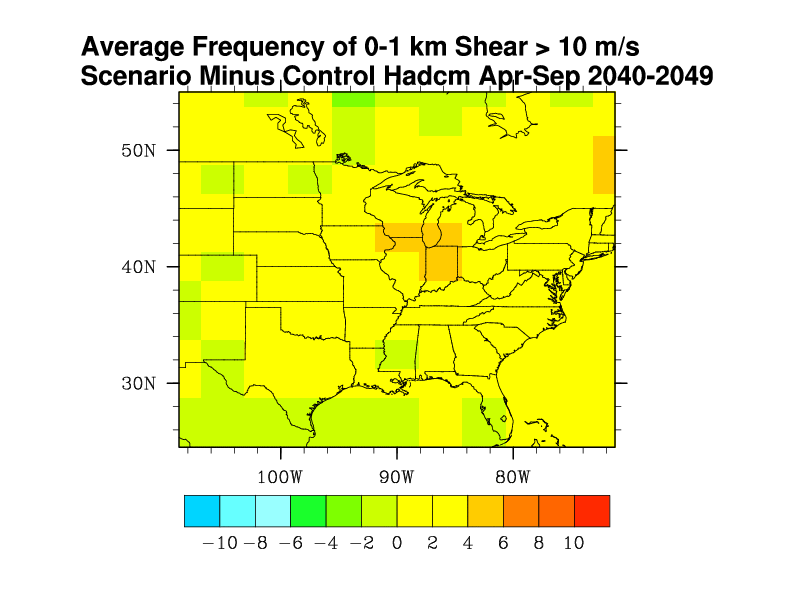 Average Frequency of 0-1 km Shear > 10 m/s
Scenario Minus Control Hadcm Apr-Sep 2040-2049
50N
40N
30N
100W 90W 80W
−10 −8 −6 −4 −2 0 2 4 6 8 10